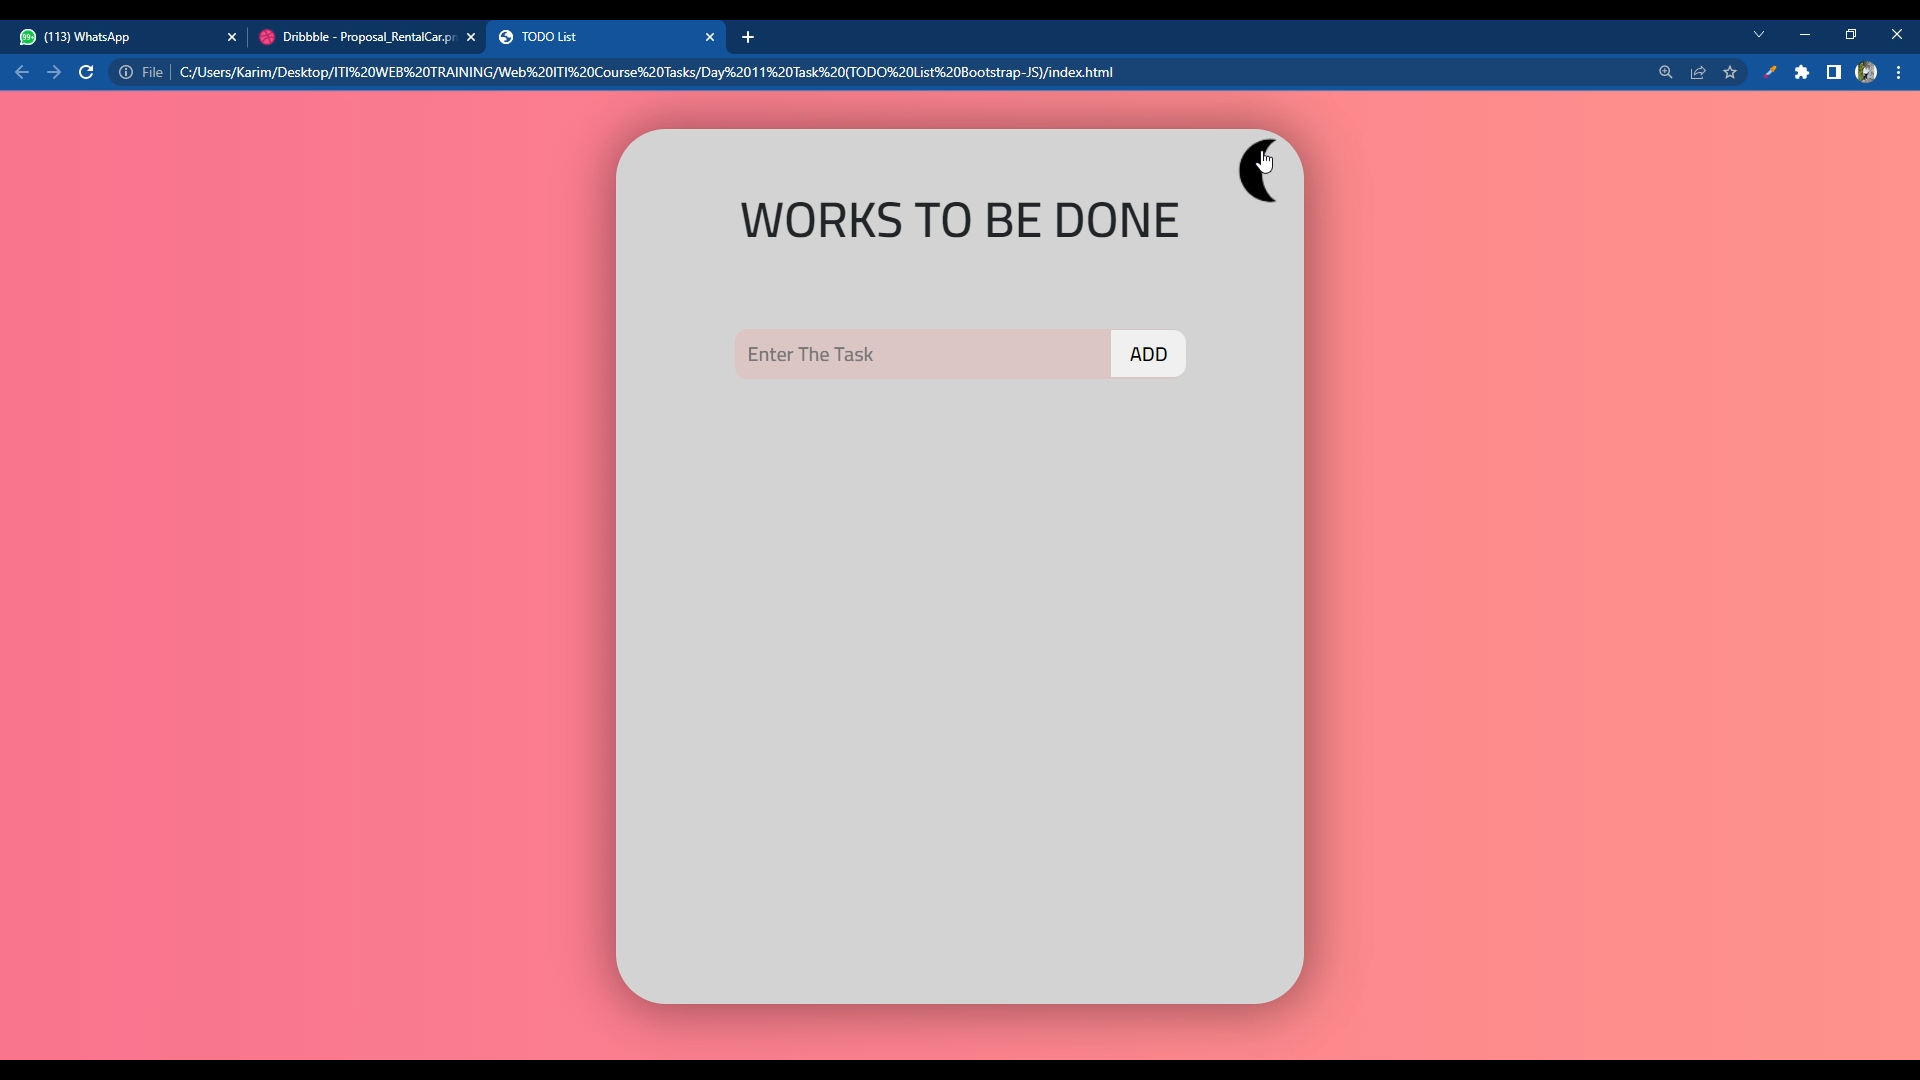 (113) WhatsApp
Dribbble - Proposal_RentalCar.pn
TODO List
File
C:/Users/Karim/Desktop/ITI%20WEB%20TRAINING/Web%20ITI%20Course%20Tasks/Day%2011%20Task%20(TODO%20List%20Bootstrap-JS)/index.html
WORKS TO BE DONE
Enter The Task
ADD